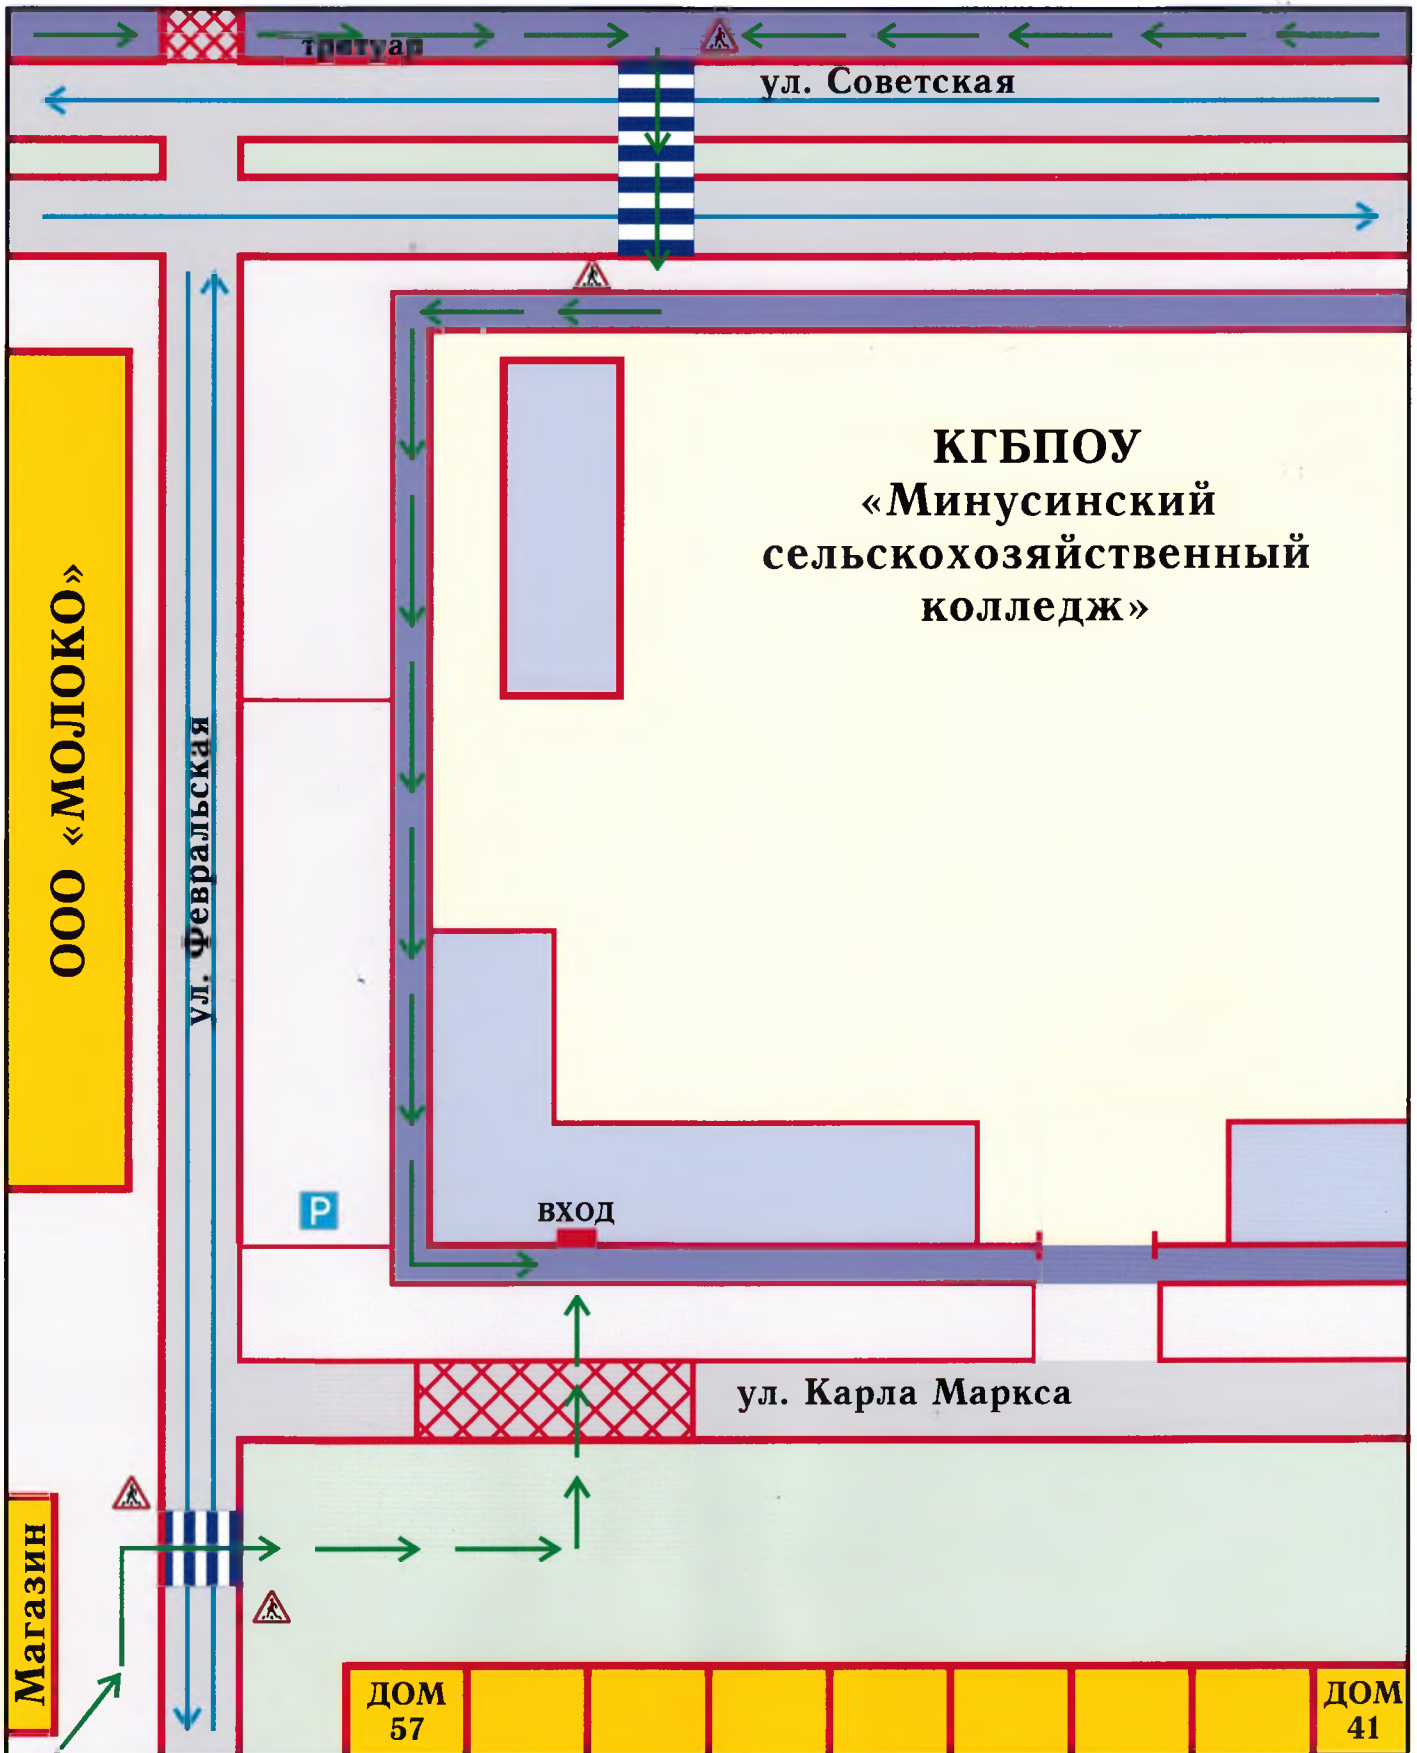 тротуар
ул. Советская
КГБПОУ
«Минусинский
сельскохозяйственный
колледж»
ООО «МОЛОКО»
ул. Февральская
P
ВХОД
ул. Карла Маркса
Магазин
ДОМ
57
ДОМ
41